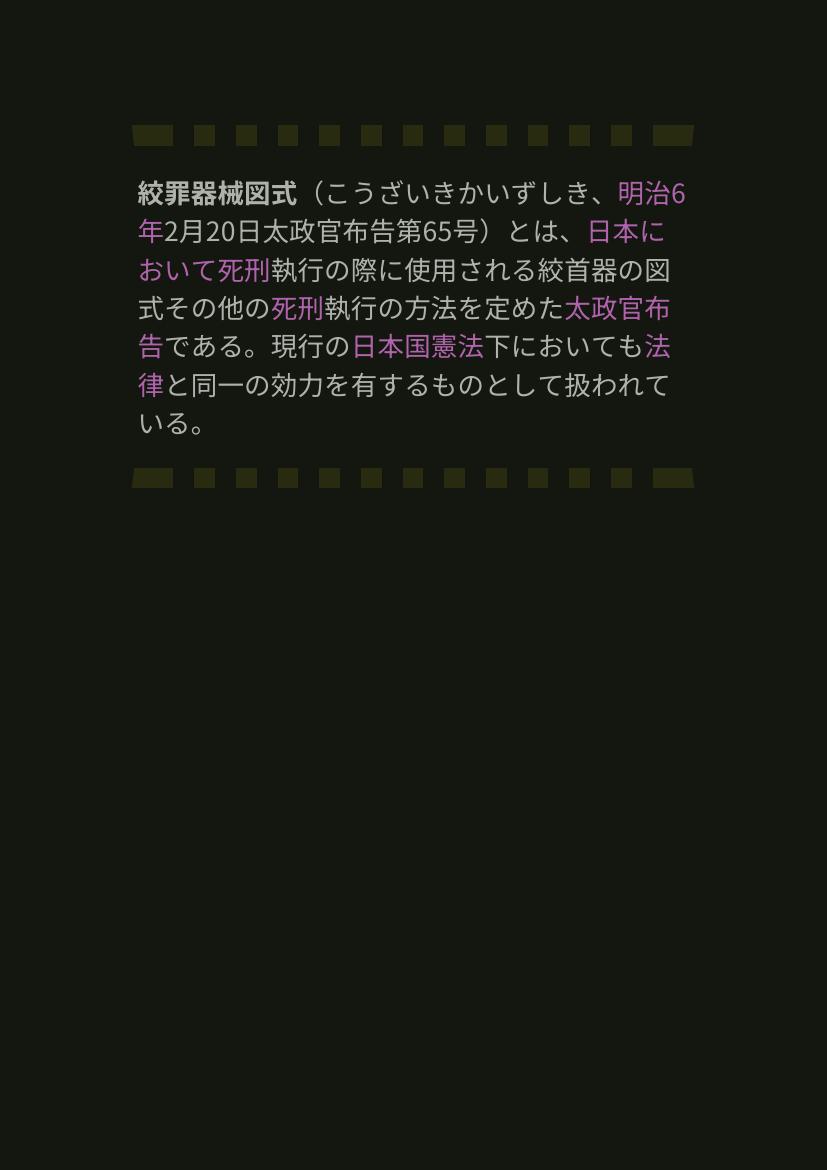 絞罪器械図式（こうざいきかいずしき、明治6
年2月20日太政官布告第65号）とは、日本に
おいて死刑執行の際に使用される絞首器の図
式その他の死刑執行の方法を定めた太政官布
告である。現行の日本国憲法下においても法
律と同一の効力を有するものとして扱われて
いる。